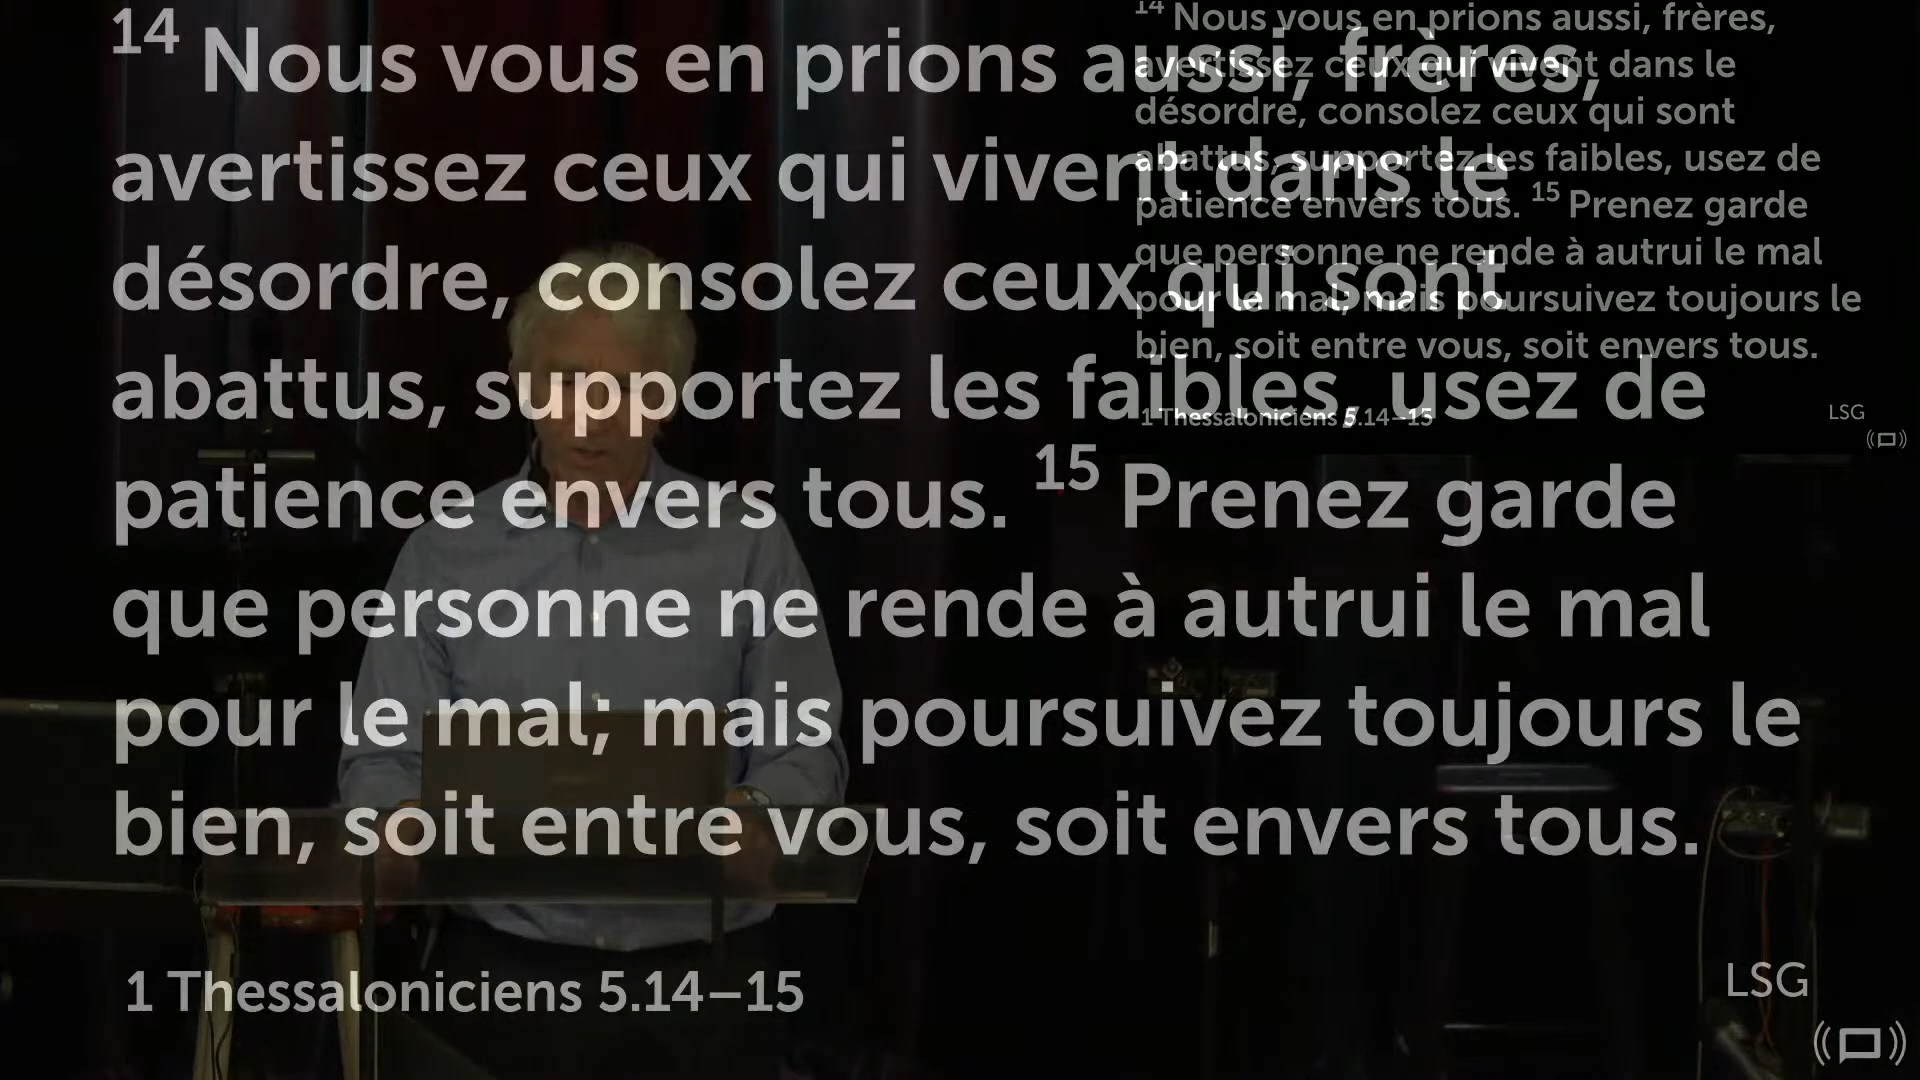 14 Nous vous en prions aussi, frères,
avertissez ceux qui vivent dans le
désordre, consolez ceux qui sont
abattus, supportez les faibles, usez de
patience envers tous. 15 Prenez garde
que personne ne rende à autrui le mal
pour le mal; mais poursuivez toujours le
bien, soit entre vous, soit envers tous.
1 Thessaloniciens 5.14–15
LSG
14 Nous vous en prions aussi, frères,
avertissez ceux qui vivent dans le
désordre, consolez ceux qui sont
abattus, supportez les faibles, usez de
patience envers tous. 15 Prenez garde
que personne ne rende à autrui le mal
pour le mal; mais poursuivez toujours le
bien, soit entre vous, soit envers tous.
1 Thessaloniciens 5.14–15
LSG